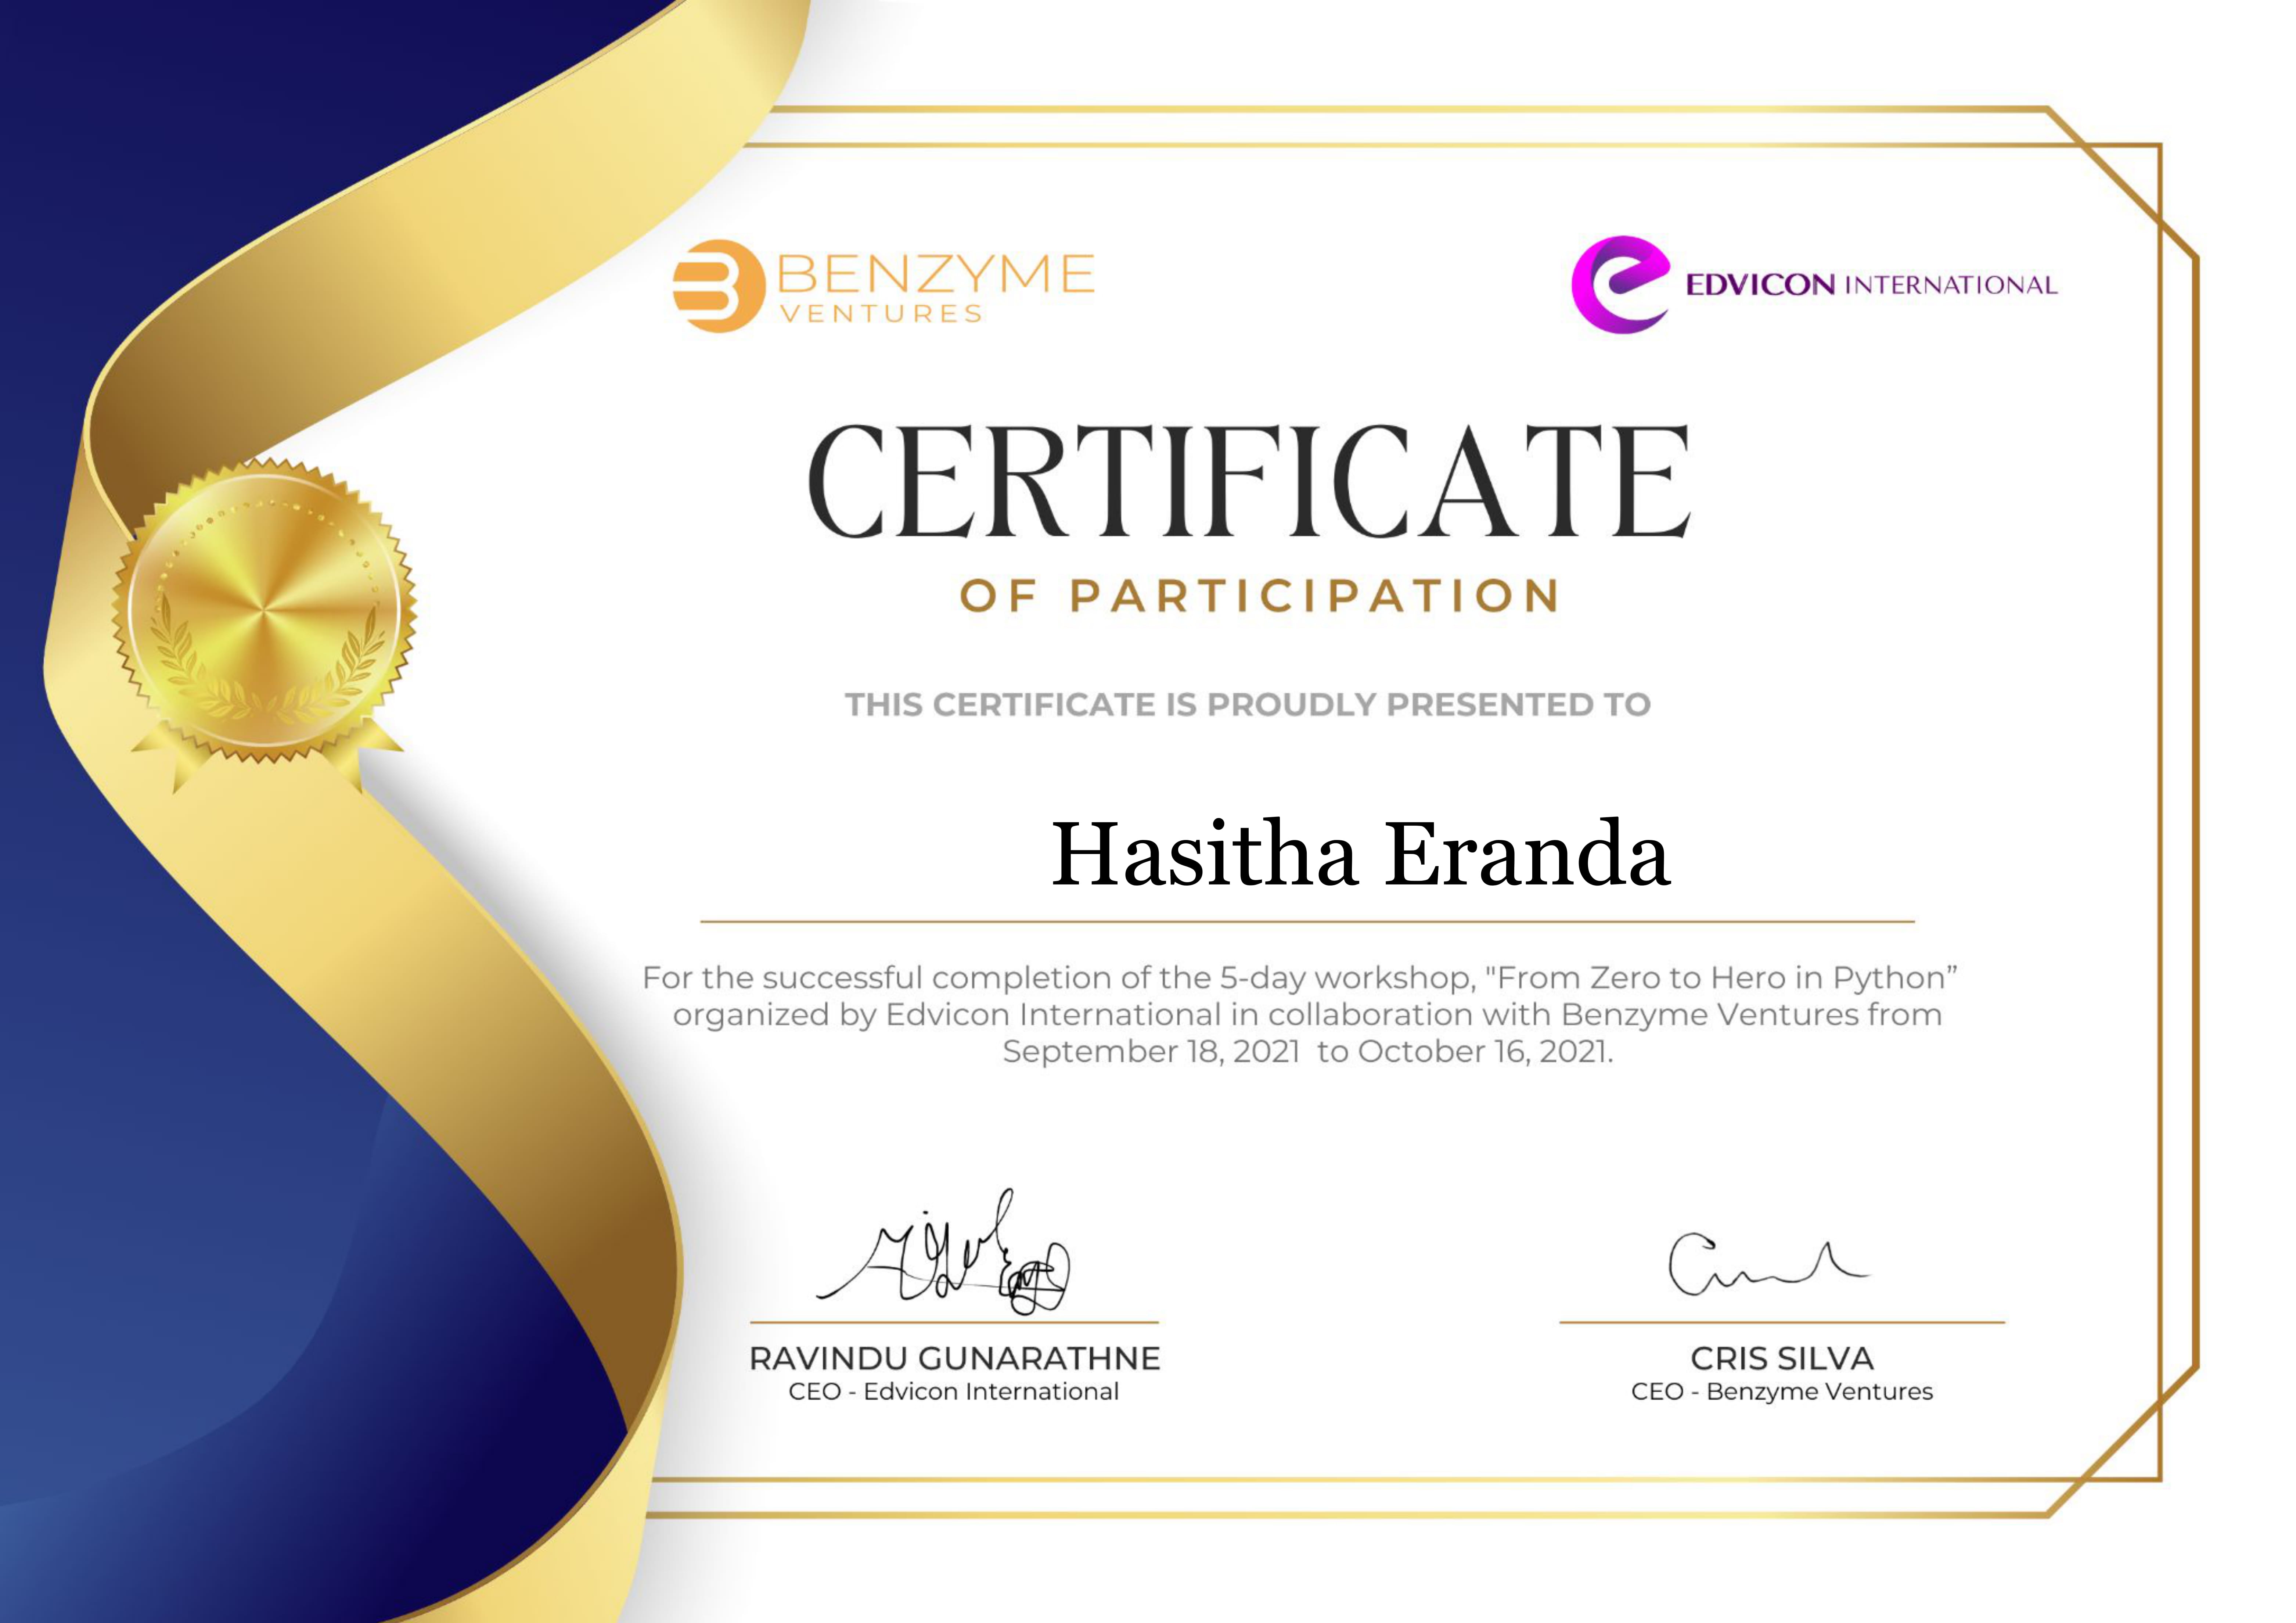 BENZYME
VENTURES
EDVICON INTERNATIONAL
CERTIFICATE
OF PARTICIPATION
THIS CERTIFICATE IS PROUDLY PRESENTED TO
Hasitha Eranda
For the successful completion of the 5-day workshop, "From Zero to Hero in Python”
organized by Edvicon International in collaboration with Benzyme Ventures from
September 18, 2021 to October 16, 2021.
RAVINDU GUNARATHNE
CEO - Edvicon International
CRIS SILVA
CEO - Benzyme Ventures